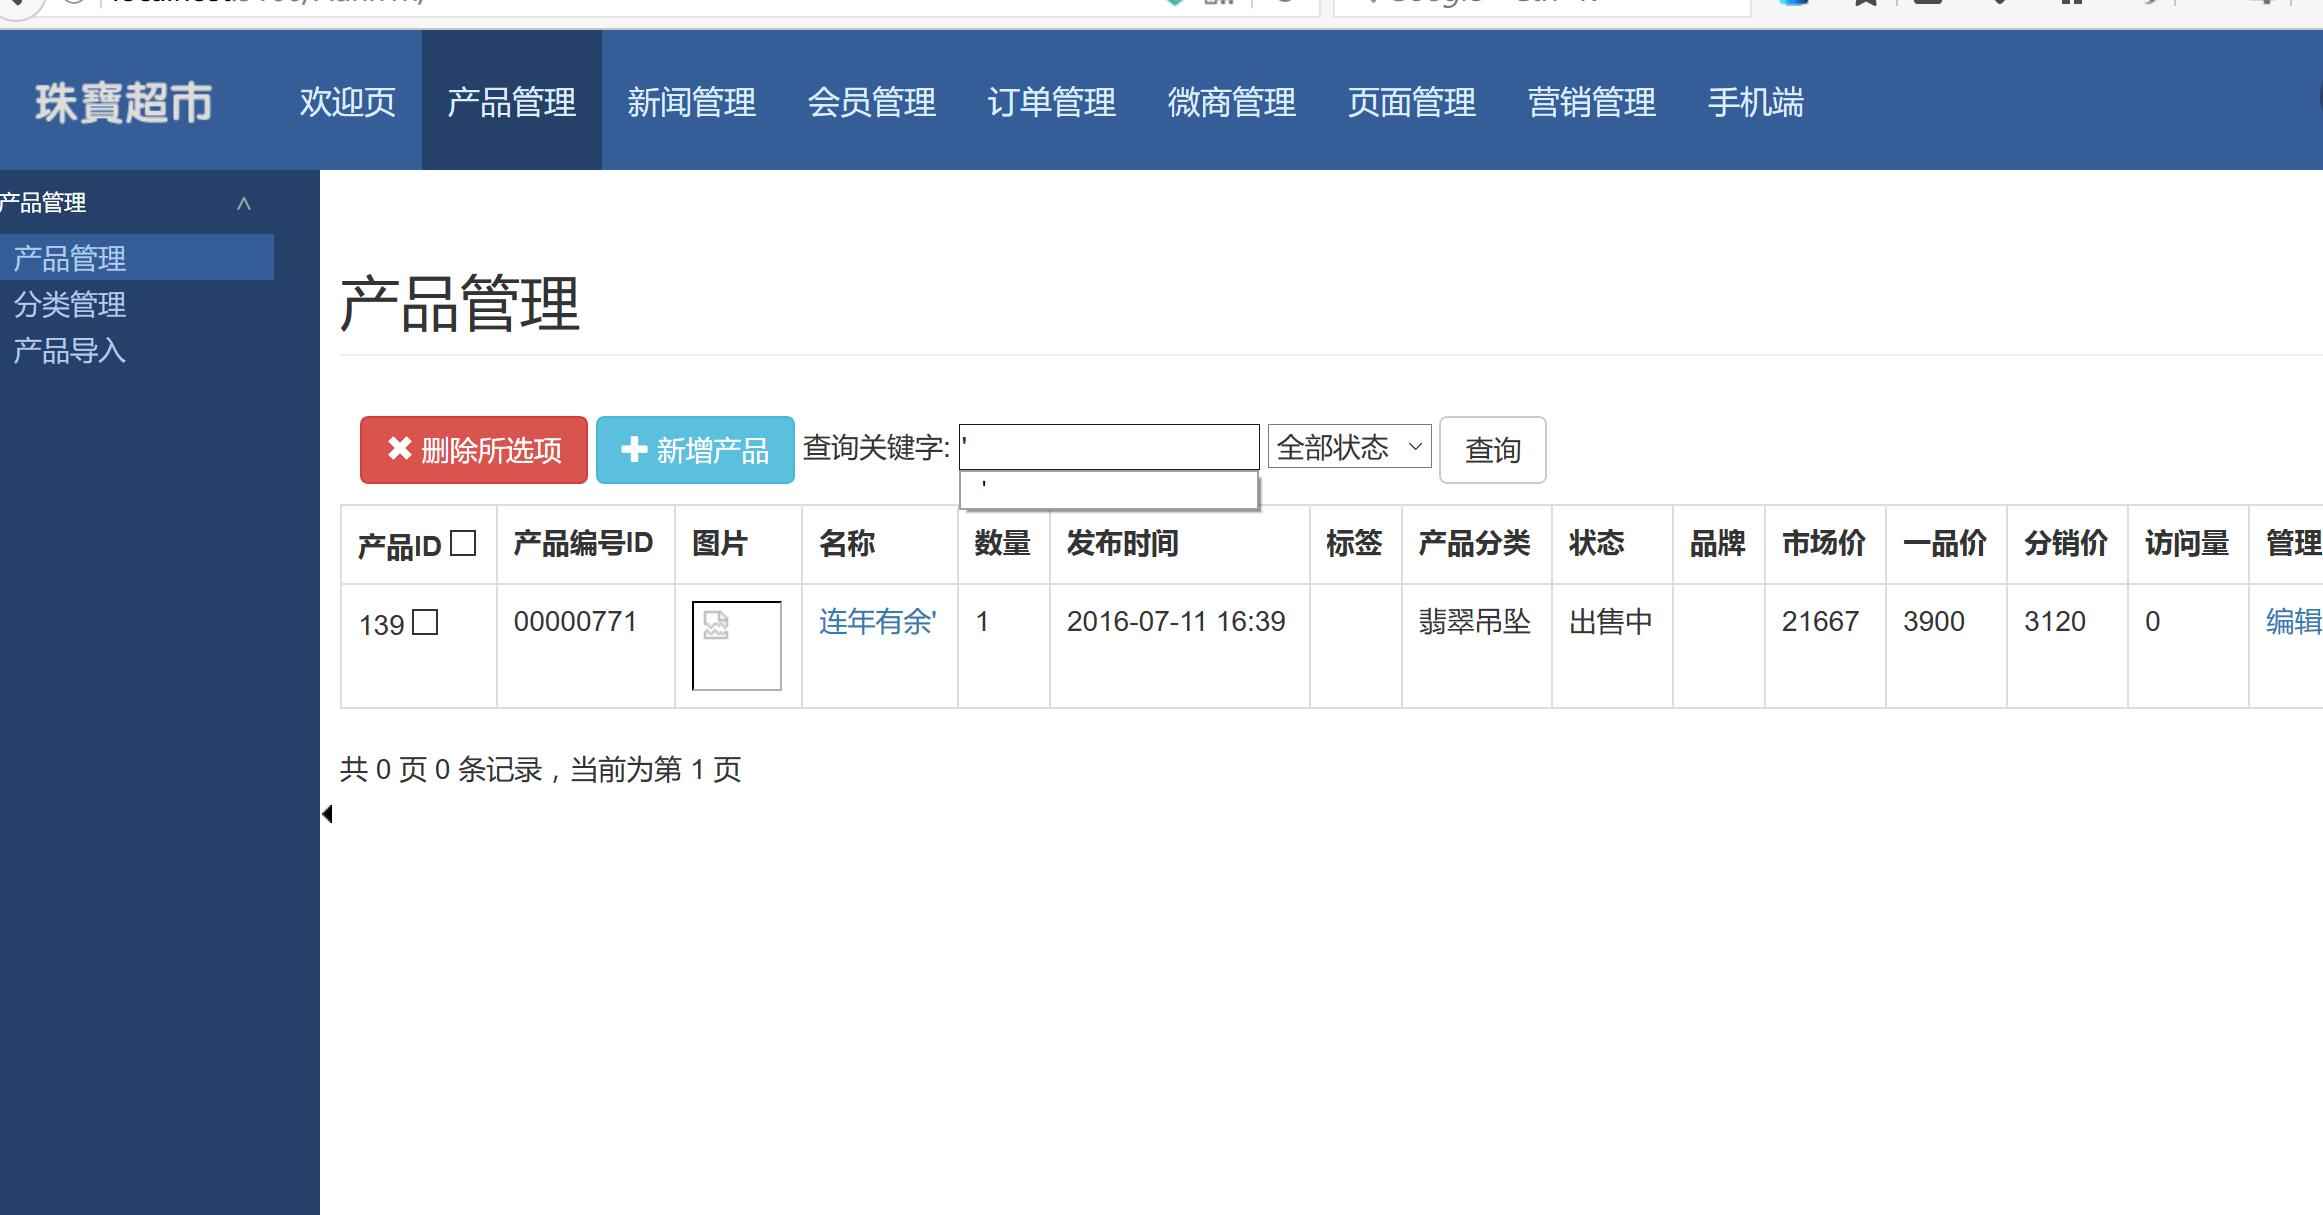 珠寶超市 欢迎页 产品管理 新闻管理 会员管理 订单管理 微商管理 页面管理 营销管理 手机端
产品管理
产品管理
分类管理
产品导入
产品管理
删除所选项 新增产品 查询关键字: ' 全部状态 查询
'
产品ID 产品编号ID 图片 名称 数量 发布时间 标签 产品分类 状态 品牌 市场价 一品价 分销价 访问量 管理
139 00000771 连年有余' 1 2016-07-11 16:39 翡翠吊坠 出售中 21667 3900 3120 0 编辑
共 0 页 0 条记录，当前为第 1 页